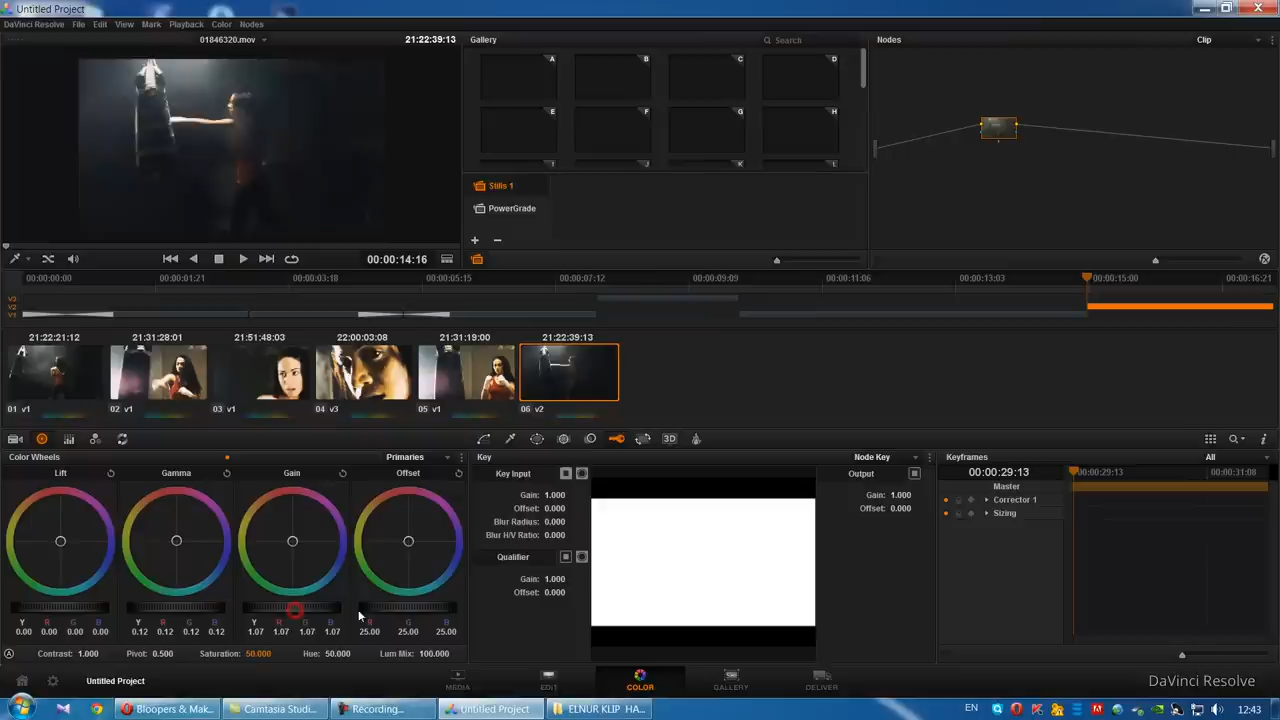 Untitled Project
DaVinci Resolve File Edit View Mark Playback Color Nodes
01846320.mov 21:22:39:13 Gallery Search Nodes Clip
A B C D
E F G H
I J K L
Stills 1
PowerGrade
00:00:14:16
00:00:00:00 00:00:01:21 00:00:03:18 00:00:05:15 00:00:07:12 00:00:09:09 00:00:11:06 00:00:13:03 00:00:15:00 00:00:16:21
V3
V2
V1
21:22:21:12 21:31:28:01 21:51:48:03 22:00:03:08 21:31:19:00 21:22:39:13
01 v1 02 v1 03 v1 04 v3 05 v1 06 v2
3D
Color Wheels Primaries Key Node Key Keyframes All
Lift Gamma Gain Offset Key Input Output 00:00:29:13 00:00:29:13 00:00:31:08
Master
Gain: 1.000 Gain: 1.000 Corrector 1
Offset: 0.000 Offset: 0.000 Sizing
Blur Radius: 0.000
Blur H/V Ratio: 0.000
Qualifier
Gain: 1.000
Offset: 0.000
Y R G B Y R G B Y R G B R G B
0.00 0.00 0.00 0.00 0.12 0.12 0.12 0.12 1.07 1.07 1.07 1.07 25.00 25.00 25.00
A Contrast: 1.000 Pivot: 0.500 Saturation: 50.000 Hue: 50.000 Lum Mix: 100.000
Untitled Project MEDIA EDIT COLOR GALLERY DELIVER DaVinci Resolve
Bloopers & Mak... Camtasia Studi... Recording... Untitled Project ELNUR KLIP HA... EN 12:43